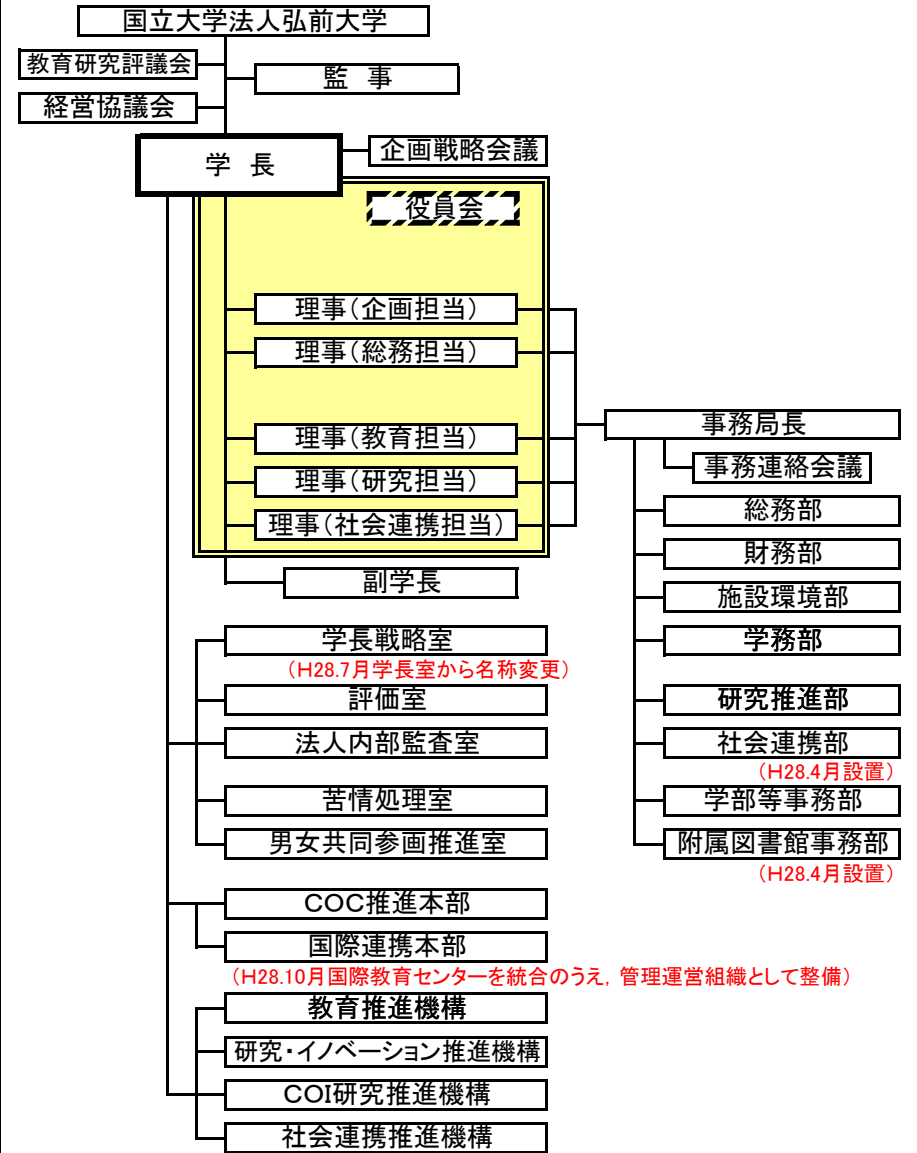 国立大学法人弘前大学
教育研究評議会
監 事
経営協議会
学 長
企画戦略会議
役員会
理事(企画担当)
理事(総務担当)
理事(教育担当)
理事(研究担当)
理事(社会連携担当)
副学長
事務局長
事務連絡会議
総務部
財務部
施設環境部
学務部
研究推進部
社会連携部
(H28.4月設置)
学部等事務部
附属図書館事務部
(H28.4月設置)
学長戦略室
(H28.7月学長室から名称変更)
評価室
法人内部監査室
苦情処理室
男女共同参画推進室
COC推進本部
国際連携本部
(H28.10月国際教育センターを統合のうえ,管理運営組織として整備)
教育推進機構
研究・イノベーション推進機構
COI研究推進機構
社会連携推進機構